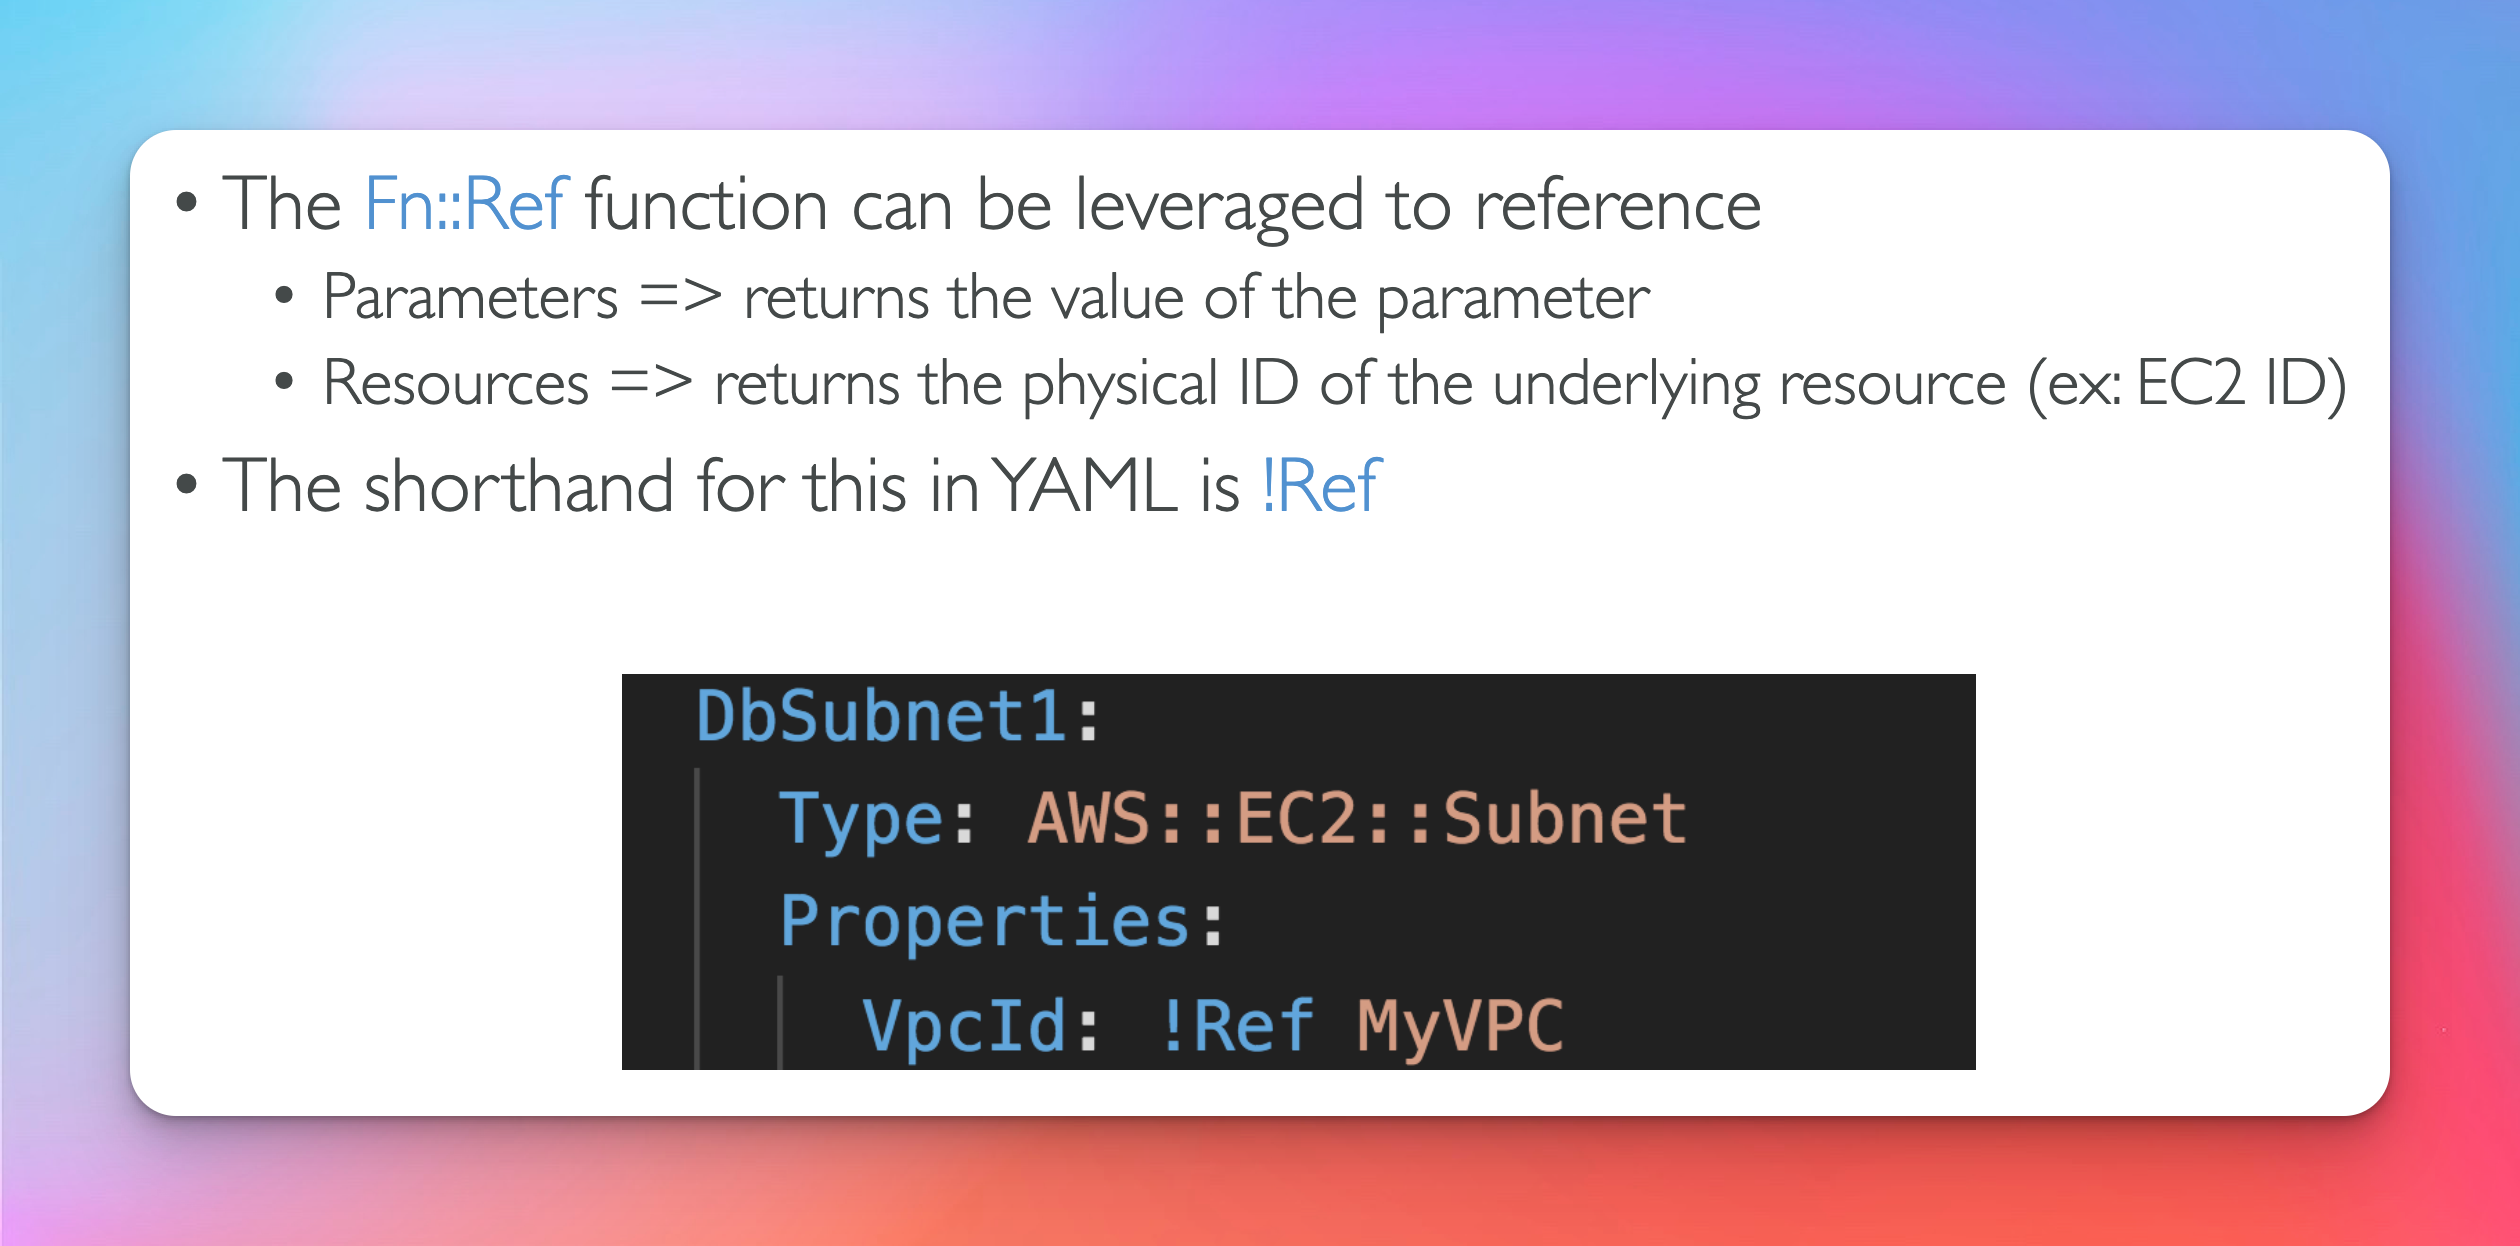 • The Fn::Ref function can be leveraged to reference
• Parameters => returns the value of the parameter
• Resources => returns the physical ID of the underlying resource (ex: EC2 ID)
• The shorthand for this in YAML is !Ref
DbSubnet1:
Type: AWS::EC2::Subnet
Properties:
VpcId: !Ref MyVPC